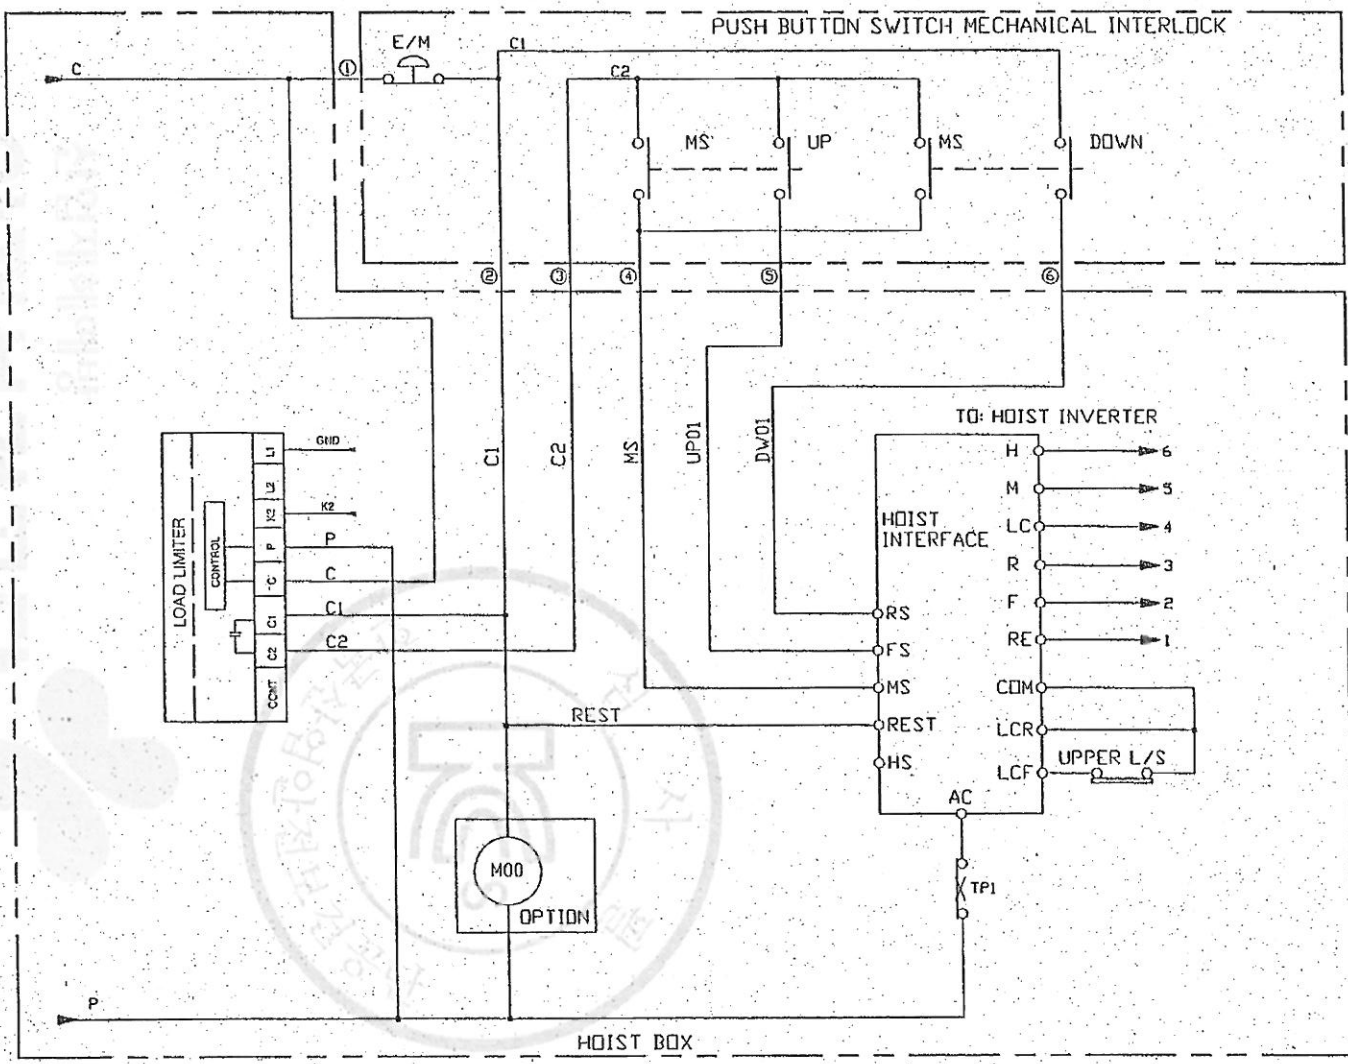 PUSH BUTTON SWITCH MECHANICAL INTERLOCK
E/M
C1
C
①
C2
MS
UP
MS
DOWN
②
③
④
⑤
⑥
C1
C2
MS
UP01
DW01
TO: HOIST INVERTER
LOAD LIMITER
CONTROL
L1
L2
K2
P
C
C1
C2
CONT
GND
K2
P
C
C1
C2
HOIST
INTERFACE
H
6
M
5
LC
4
R
3
F
2
RE
1
RS
FS
MS
REST
REST
HS
COM
LCR
LCF
UPPER L/S
AC
TP1
M00
OPTION
P
HOIST BOX